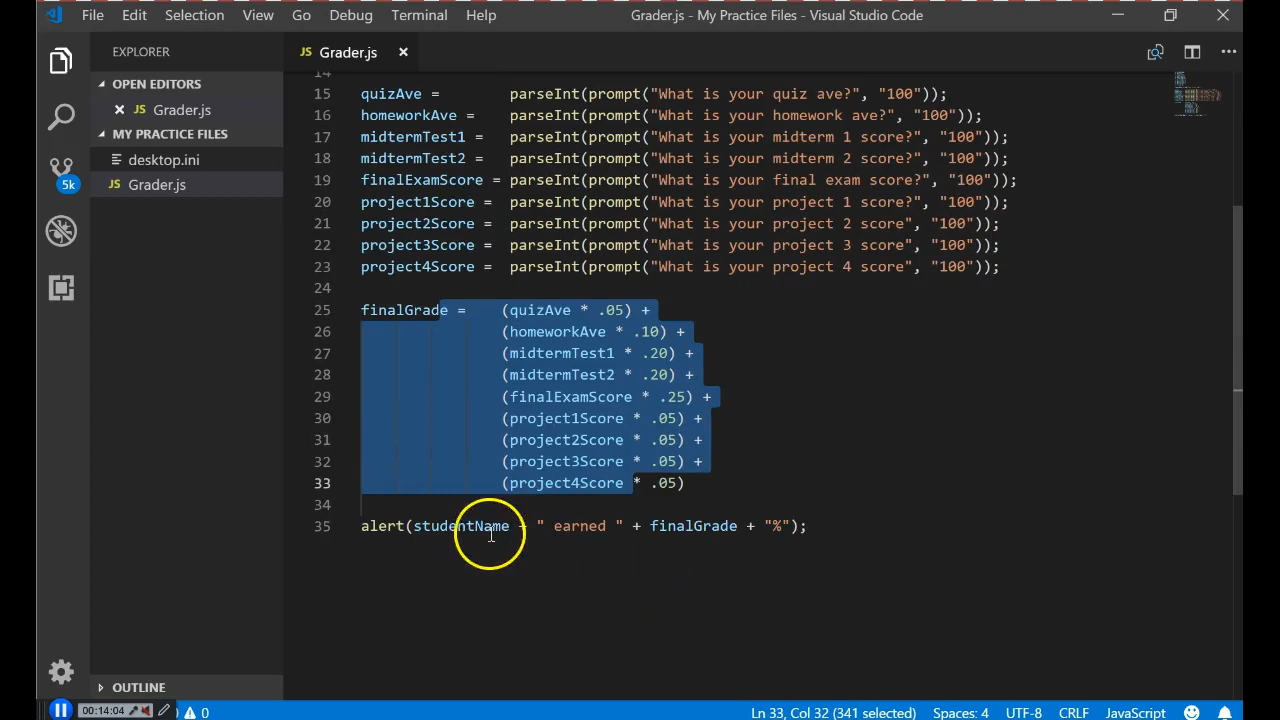 File Edit Selection View Go Debug Terminal Help Grader.js - My Practice Files - Visual Studio Code
EXPLORER
OPEN EDITORS
JS Grader.js
MY PRACTICE FILES
desktop.ini
JS Grader.js
5k
OUTLINE
JS Grader.js
14
15 quizAve = parseInt(prompt("What is your quiz ave?", "100"));
16 homeworkAve = parseInt(prompt("What is your homework ave?", "100"));
17 midtermTest1 = parseInt(prompt("What is your midterm 1 score?", "100"));
18 midtermTest2 = parseInt(prompt("What is your midterm 2 score?", "100"));
19 finalExamScore = parseInt(prompt("What is your final exam score?", "100"));
20 project1Score = parseInt(prompt("What is your project 1 score?", "100"));
21 project2Score = parseInt(prompt("What is your project 2 score", "100"));
22 project3Score = parseInt(prompt("What is your project 3 score", "100"));
23 project4Score = parseInt(prompt("What is your project 4 score", "100"));
24
25 finalGrade = (quizAve * .05) +
26 (homeworkAve * .10) +
27 (midtermTest1 * .20) +
28 (midtermTest2 * .20) +
29 (finalExamScore * .25) +
30 (project1Score * .05) +
31 (project2Score * .05) +
32 (project3Score * .05) +
33 (project4Score * .05)
34
35 alert(studentName + " earned " + finalGrade + "%");
00:14:04 0 Ln 33, Col 32 (341 selected) Spaces: 4 UTF-8 CRLF JavaScript